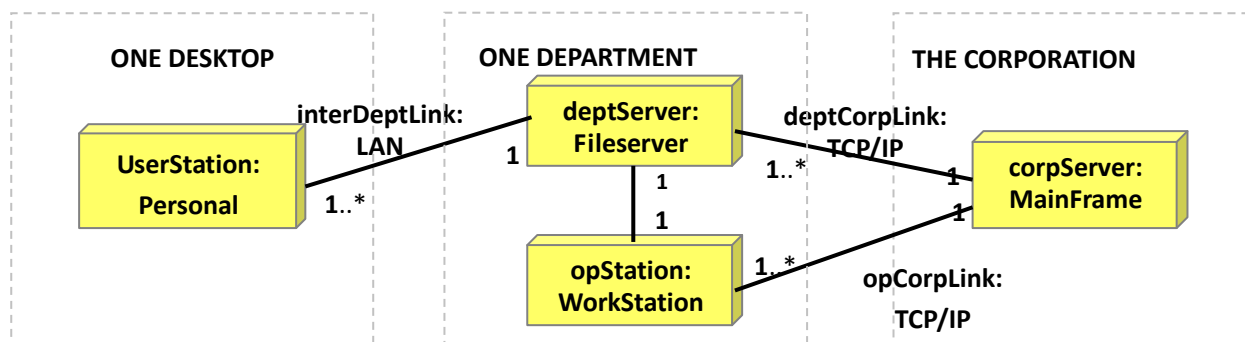 ONE DESKTOP
ONE DEPARTMENT
THE CORPORATION
interDeptLink:
LAN
UserStation:
Personal
1..*
1
deptServer:
Fileserver
1
1
opStation:
WorkStation
deptCorpLink:
TCP/IP
1..*
1
corpServer:
MainFrame
1
1..*
opCorpLink:
TCP/IP